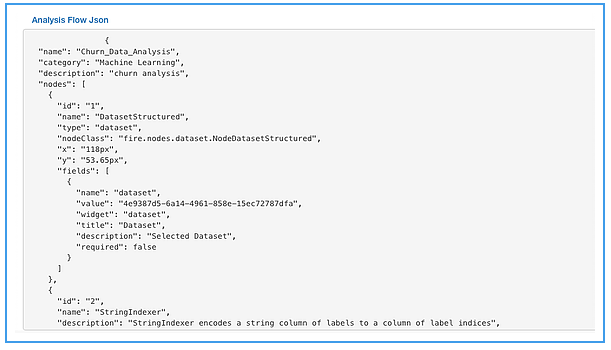 Analysis Flow Json
{
"name": "Churn_Data_Analysis",
"category": "Machine Learning",
"description": "churn analysis",
"nodes": [
{
"id": "1",
"name": "DatasetStructured",
"type": "dataset",
"nodeClass": "fire.nodes.dataset.NodeDatasetStructured",
"x": "118px",
"y": "53.65px",
"fields": [
{
"name": "dataset",
"value": "4e9387d5-6a14-4961-858e-15ec72787dfa",
"widget": "dataset",
"title": "Dataset",
"description": "Selected Dataset",
"required": false
}
]
},
{
"id": "2",
"name": "StringIndexer",
"description": "StringIndexer encodes a string column of labels to a column of label indices",